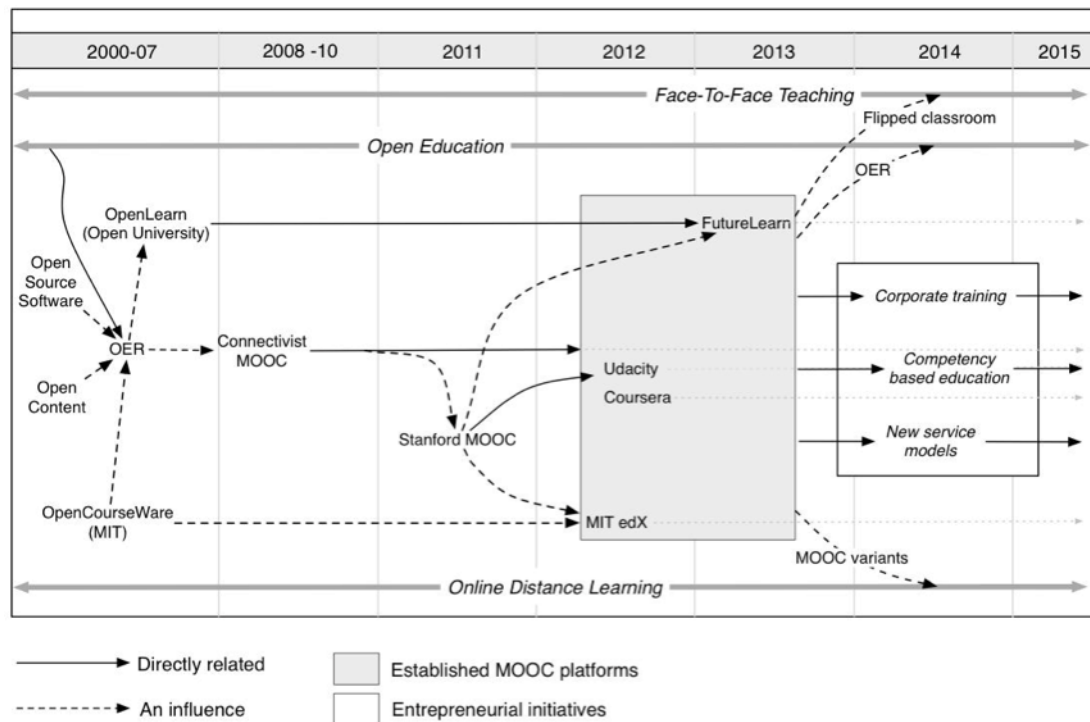 2000-07
2008 -10
2011
2012
2013
2014
2015
Face-To-Face Teaching
Flipped classroom
Open Education
OER
OpenLearn
(Open University)
FutureLearn
Open
Source
Software
Corporate training
OER
Connectivist
MOOC
Udacity
Competency
based education
Open
Content
Coursera
Stanford MOOC
New service
models
OpenCourseWare
(MIT)
MIT edX
MOOC variants
Online Distance Learning
Directly related
Established MOOC platforms
An influence
Entrepreneurial initiatives